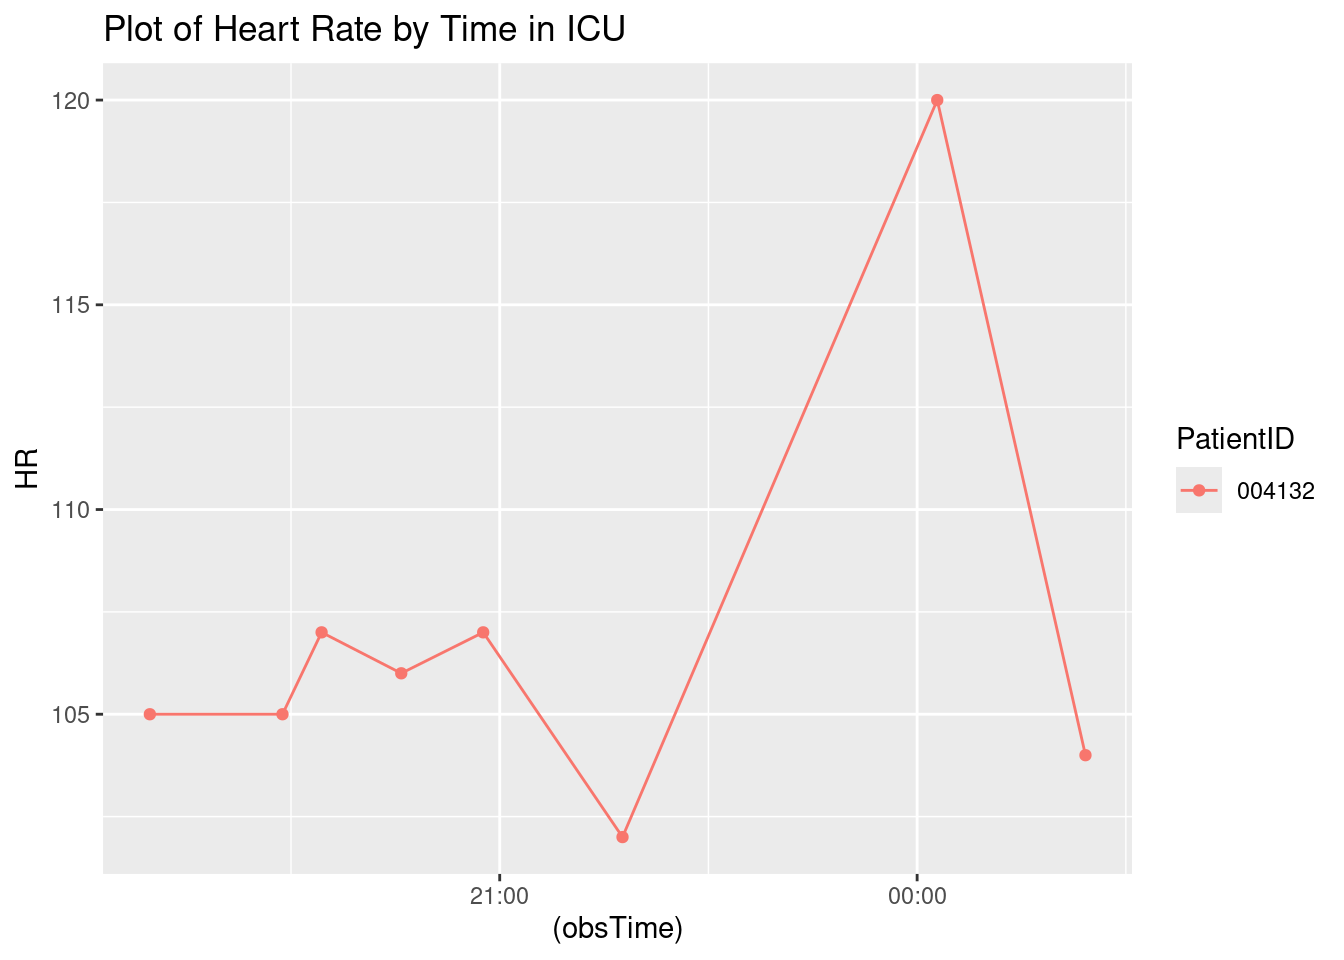 Plot of Heart Rate by Time in ICU
120
115
110
105
HR
21:00
00:00
(obsTime)
PatientID
004132